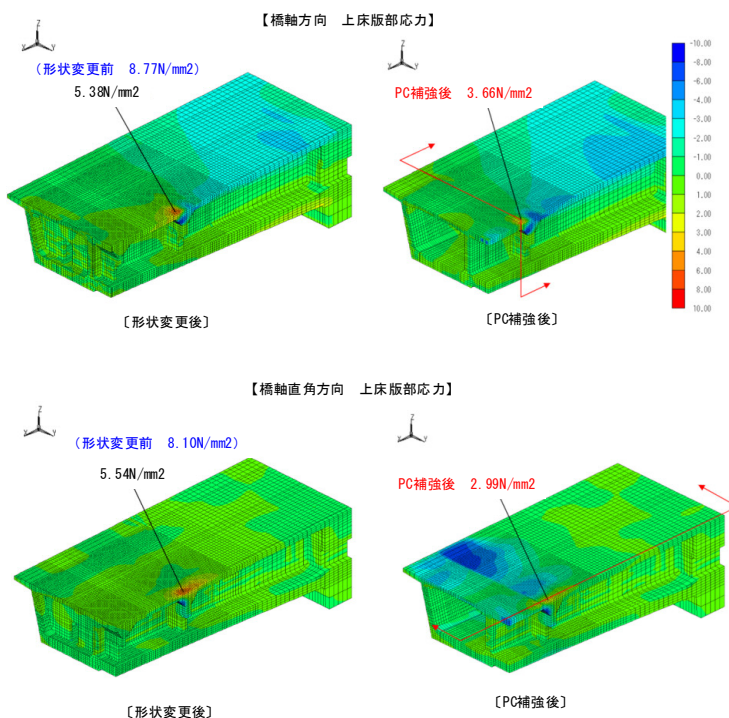 【橋軸方向　上床版部応力】
Z
X
Y
(形状変更前　8.77N/mm2)
5.38N/mm2
〔形状変更後〕
Z
X
Y
PC補強後　3.66N/mm2
〔PC補強後〕
-10.00
-8.00
-6.00
-4.00
-3.00
-2.00
-1.00
0.00
1.00
2.00
3.00
4.00
6.00
8.00
10.00
【橋軸直角方向　上床版部応力】
Z
X
Y
(形状変更前　8.10N/mm2)
5.54N/mm2
〔形状変更後〕
Z
X
Y
PC補強後　2.99N/mm2
〔PC補強後〕